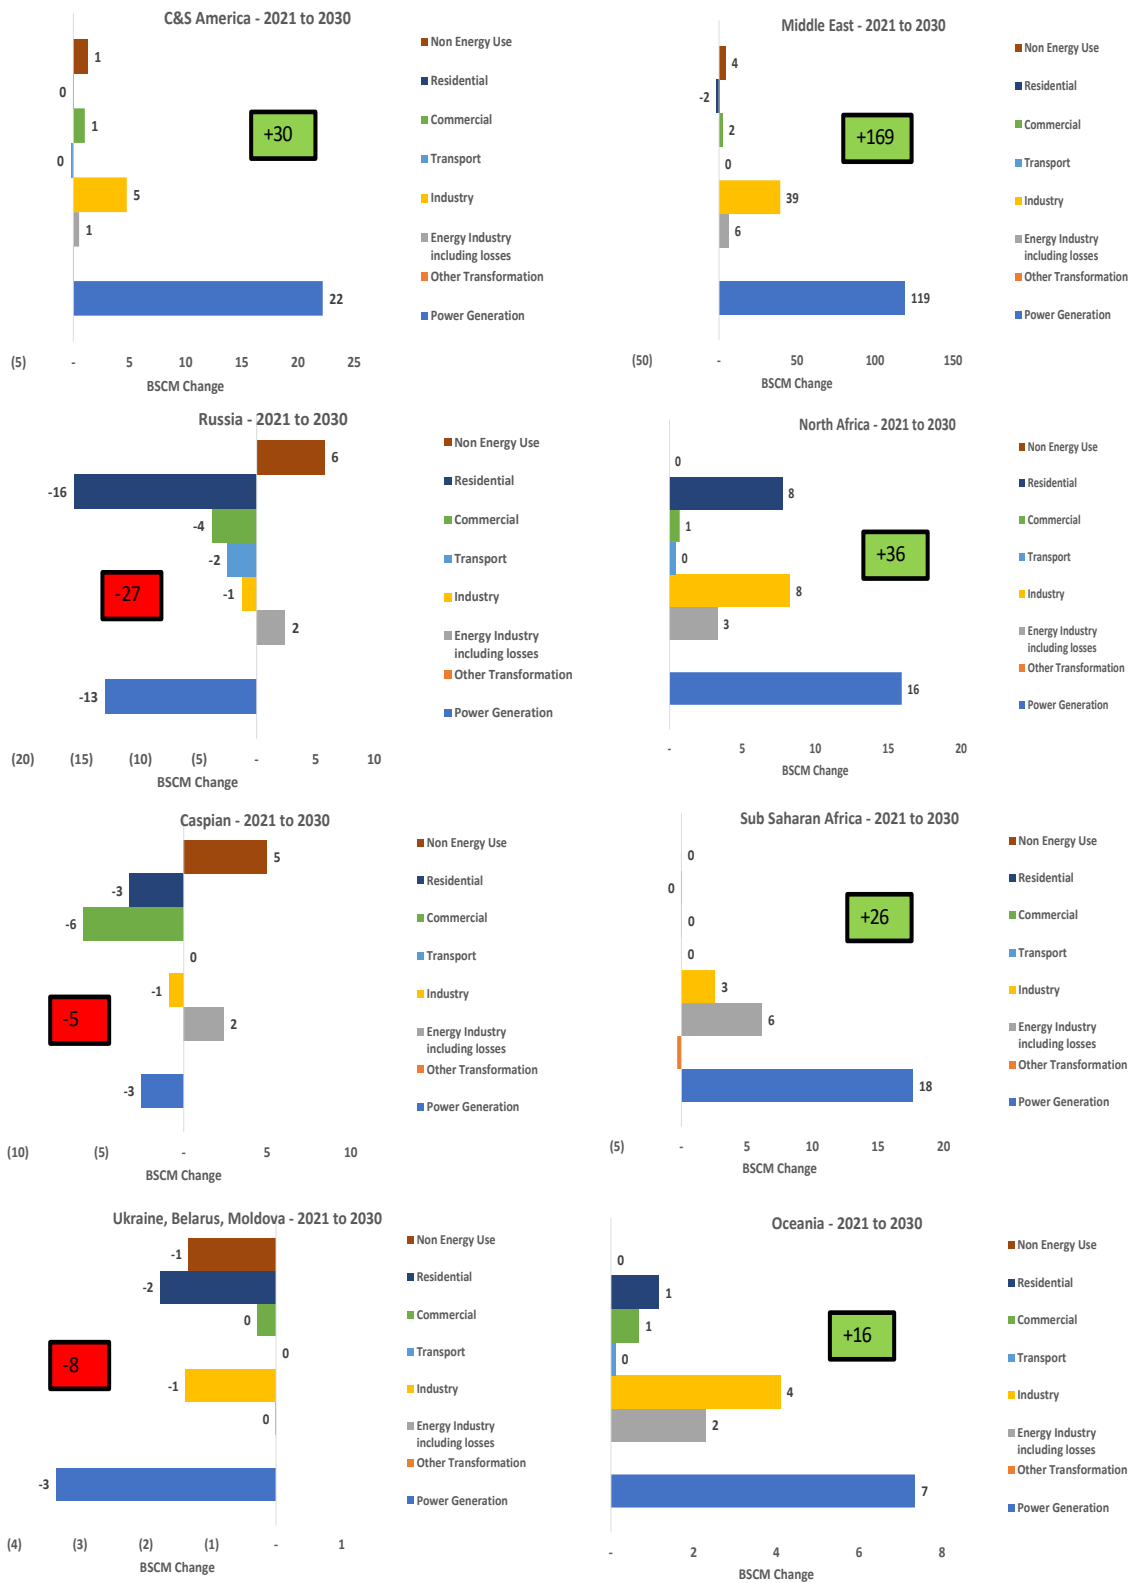 C&S America - 2021 to 2030
1
0
1
0
5
1
22
+30
Non Energy Use
Residential
Commercial
Transport
Industry
Energy Industry
including losses
Other Transformation
Power Generation
(5) - 5 10 15 20 25
BSCM Change
Middle East - 2021 to 2030
4
-2
2
0
39
6
119
+169
Non Energy Use
Residential
Commercial
Transport
Industry
Energy Industry
including losses
Other Transformation
Power Generation
(50) - 50 100 150
BSCM Change
Russia - 2021 to 2030
6
-16
-4
-2
-1
2
-13
-27
Non Energy Use
Residential
Commercial
Transport
Industry
Energy Industry
including losses
Other Transformation
Power Generation
(20) (15) (10) (5) - 5 10
BSCM Change
North Africa - 2021 to 2030
0
8
1
0
8
3
16
+36
Non Energy Use
Residential
Commercial
Transport
Industry
Energy Industry
including losses
Other Transformation
Power Generation
- 5 10 15 20
BSCM Change
Caspian - 2021 to 2030
5
-3
-6
0
-1
2
-3
-5
Non Energy Use
Residential
Commercial
Transport
Industry
Energy Industry
including losses
Other Transformation
Power Generation
(10) (5) - 5 10
BSCM Change
Sub Saharan Africa - 2021 to 2030
0
0
0
0
3
6
18
+26
Non Energy Use
Residential
Commercial
Transport
Industry
Energy Industry
including losses
Other Transformation
Power Generation
(5) - 5 10 15 20
BSCM Change
Ukraine, Belarus, Moldova - 2021 to 2030
-1
-2
0
0
-1
0
-3
-8
Non Energy Use
Residential
Commercial
Transport
Industry
Energy Industry
including losses
Other Transformation
Power Generation
(4) (3) (2) (1) - 1
BSCM Change
Oceania - 2021 to 2030
0
1
1
0
4
2
7
+16
Non Energy Use
Residential
Commercial
Transport
Industry
Energy Industry
including losses
Other Transformation
Power Generation
- 2 4 6 8
BSCM Change